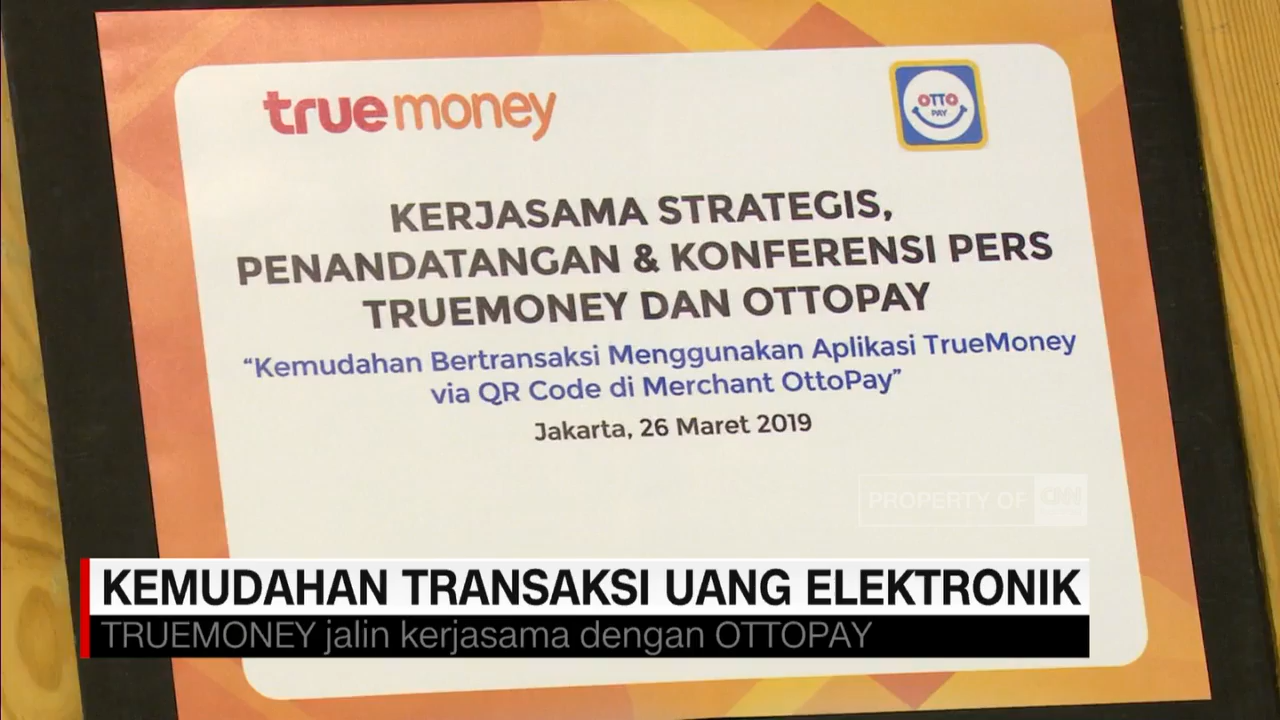 truemoney
OTTO
PAY
KERJASAMA STRATEGIS,
PENANDATANGAN & KONFERENSI PERS
TRUEMONEY DAN OTTOPAY
“Kemudahan Bertransaksi Menggunakan Aplikasi TrueMoney
via QR Code di Merchant OttoPay”
Jakarta, 26 Maret 2019
PROPERTY OF CNN
KEMUDAHAN TRANSAKSI UANG ELEKTRONIK
TRUEMONEY jalin kerjasama dengan OTTOPAY